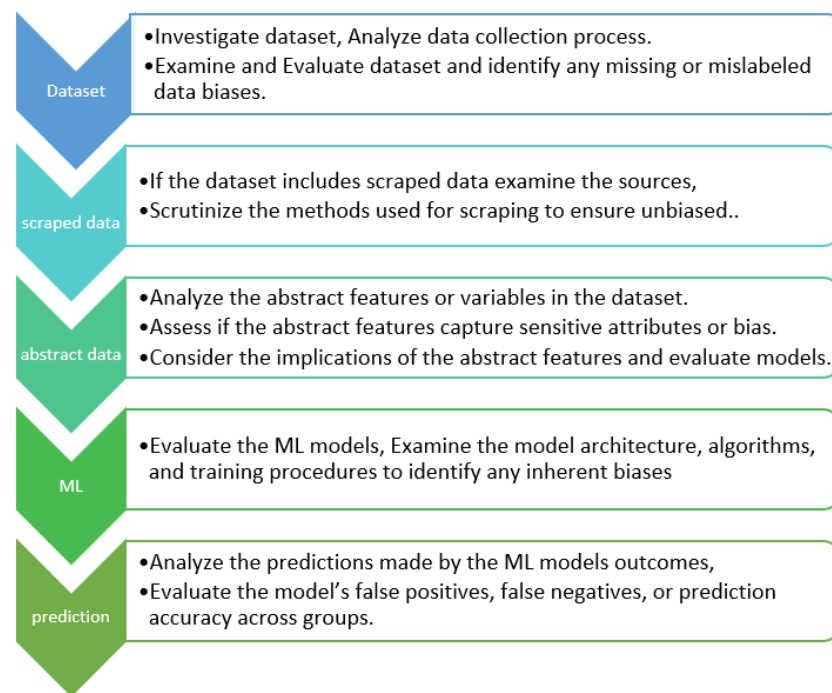 •Investigate dataset, Analyze data collection process.
•Examine and Evaluate dataset and identify any missing or mislabeled
data biases.
Dataset
•If the dataset includes scraped data examine the sources,
•Scrutinize the methods used for scraping to ensure unbiased..
scraped data
•Analyze the abstract features or variables in the dataset.
•Assess if the abstract features capture sensitive attributes or bias.
•Consider the implications of the abstract features and evaluate models.
abstract data
•Evaluate the ML models, Examine the model architecture, algorithms,
and training procedures to identify any inherent biases
ML
•Analyze the predictions made by the ML models outcomes,
•Evaluate the model’s false positives, false negatives, or prediction
accuracy across groups.
prediction